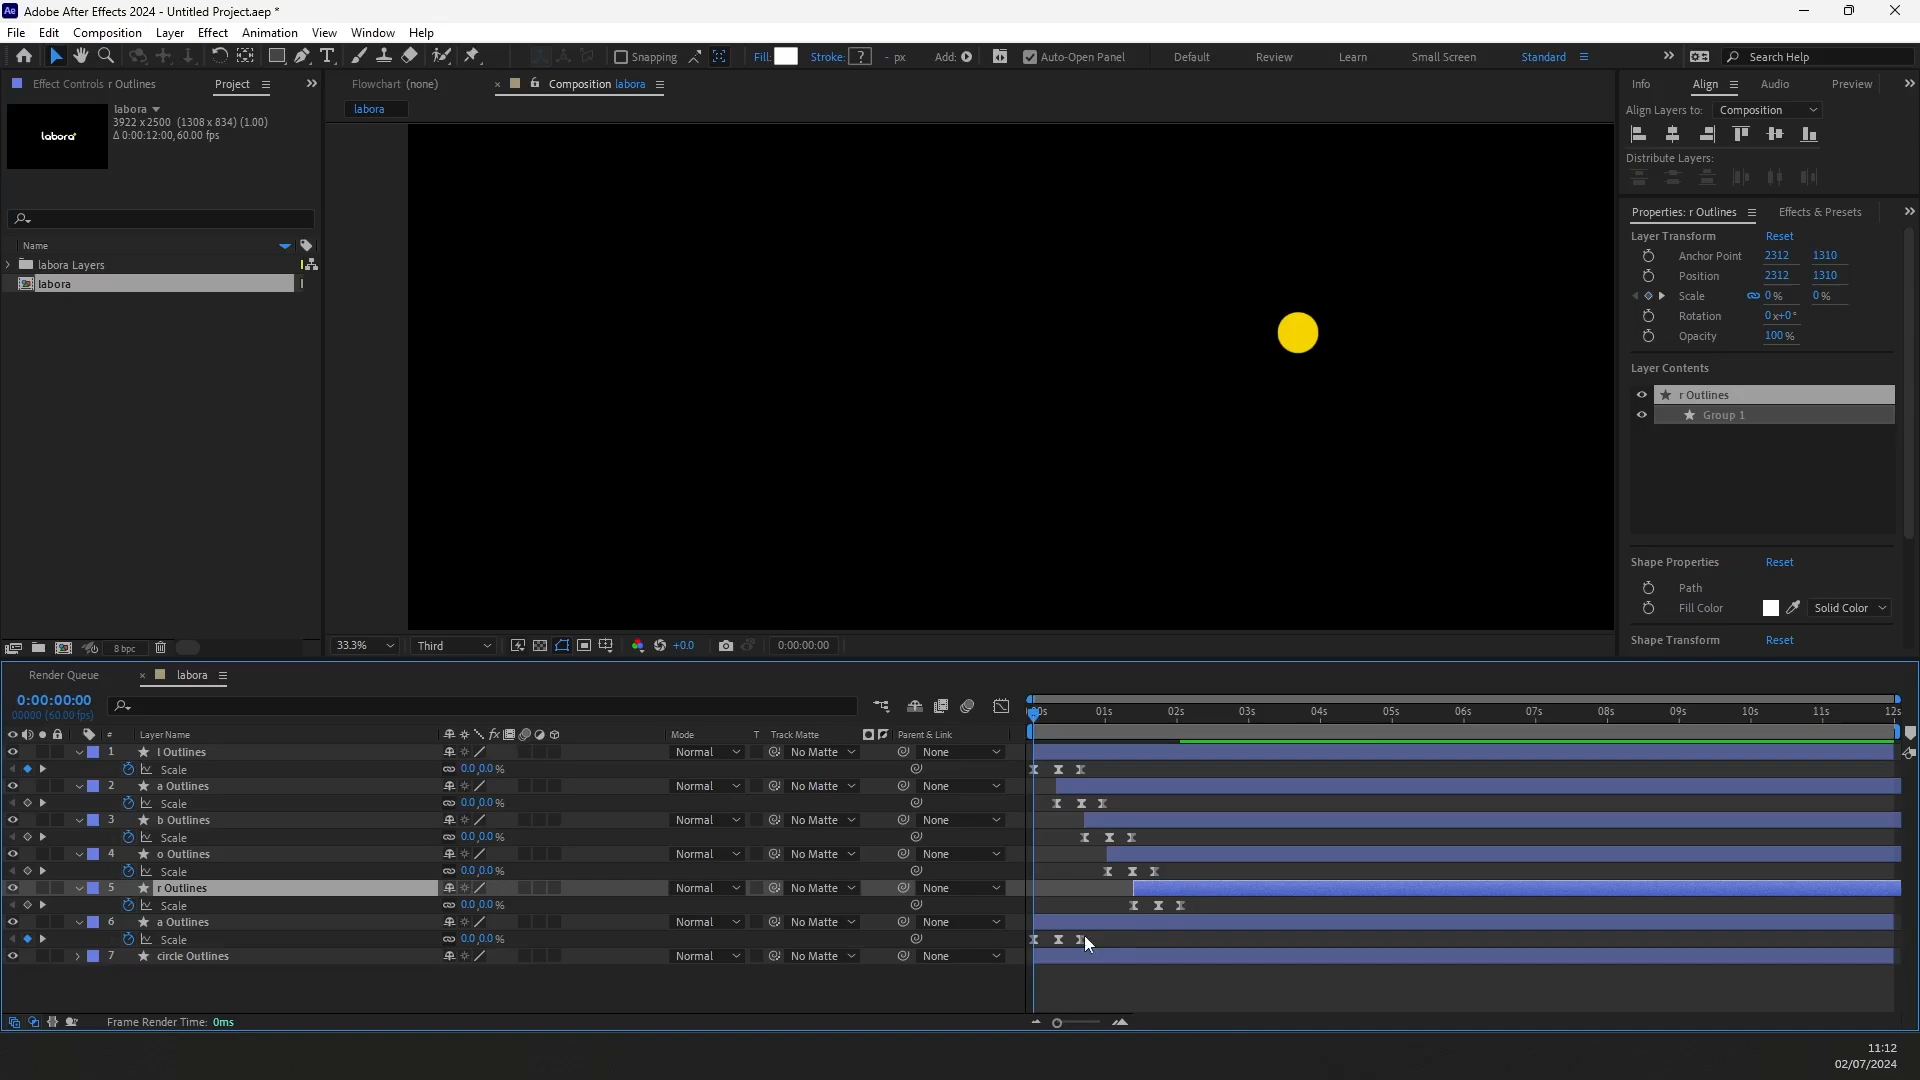 Adobe After Effects 2024 - Untitled Project.aep *
File Edit Composition Layer Effect Animation View Window Help
Snapping Fill: Stroke: ? - px Add: Auto-Open Panel Default Review Learn Small Screen Standard Search Help
Effect Controls r Outlines Project
Flowchart (none) Composition labora
Info Align Audio Preview
labora
3922 x 2500 (1308 x 834) (1.00)
Δ 0:00:12:00, 60.00 fps
labora
labora
Align Layers to: Composition
Distribute Layers:
Properties: r Outlines Effects & Presets
Name
labora Layers
labora
Layer Transform Reset
Anchor Point 2312 1310
Position 2312 1310
Scale 0 % 0 %
Rotation 0x+0°
Opacity 100 %
Layer Contents
r Outlines
Group 1
Shape Properties Reset
Path
Fill Color Solid Color
Shape Transform Reset
8 bpc
33.3% Third +0.0 0:00:00:00
Render Queue labora
0:00:00:00
00000 (60.00 fps)
01s 02s 03s 04s 05s 06s 07s 08s 09s 10s 11s 12s
# Layer Name fx Mode T Track Matte Parent & Link
1 l Outlines Normal No Matte None
Scale 0.0,0.0 %
2 a Outlines Normal No Matte None
Scale 0.0,0.0 %
3 b Outlines Normal No Matte None
Scale 0.0,0.0 %
4 o Outlines Normal No Matte None
Scale 0.0,0.0 %
5 r Outlines Normal No Matte None
Scale 0.0,0.0 %
6 a Outlines Normal No Matte None
Scale 0.0,0.0 %
7 circle Outlines Normal No Matte None
Frame Render Time: 0ms
11:12
02/07/2024